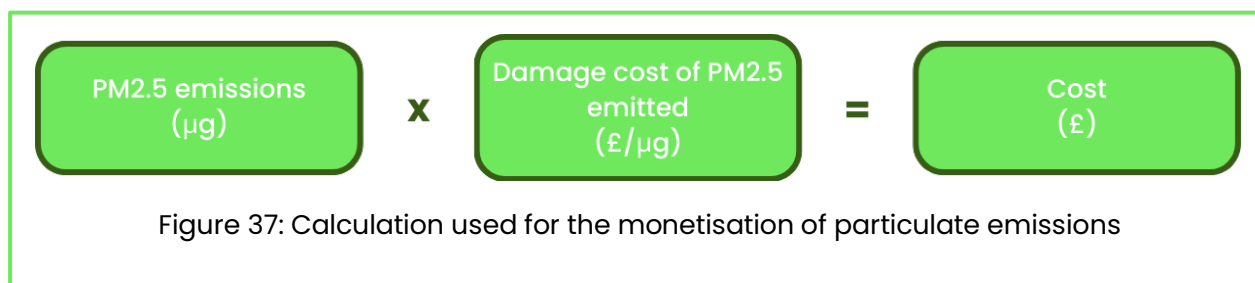 PM2.5 emissions
(µg)
x
Damage cost of PM2.5
emitted
(£/µg)
=
Cost
(£)
Figure 37: Calculation used for the monetisation of particulate emissions